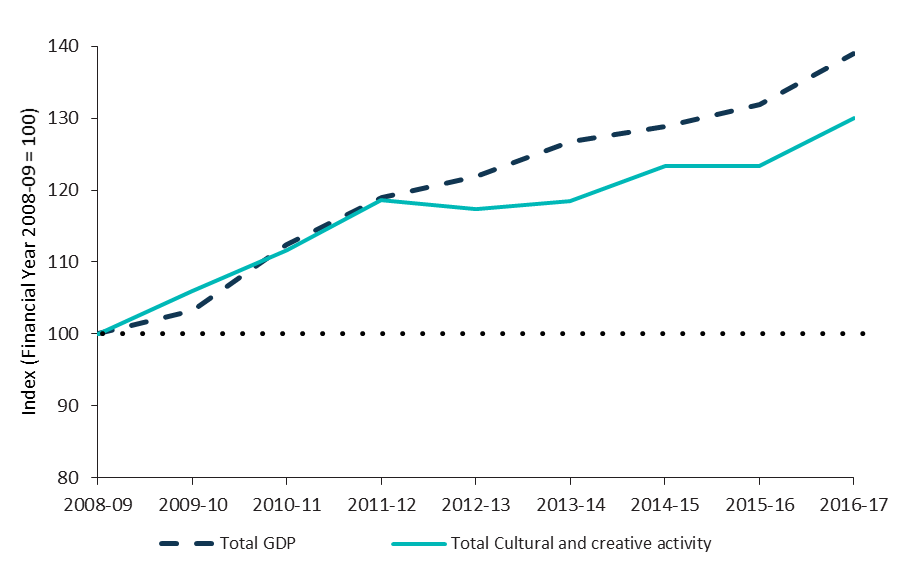 Index (Financial Year 2008-09 = 100)
140
130
120
110
100
90
80
2008-09 2009-10 2010-11 2011-12 2012-13 2013-14 2014-15 2015-16 2016-17
Total GDP Total Cultural and creative activity